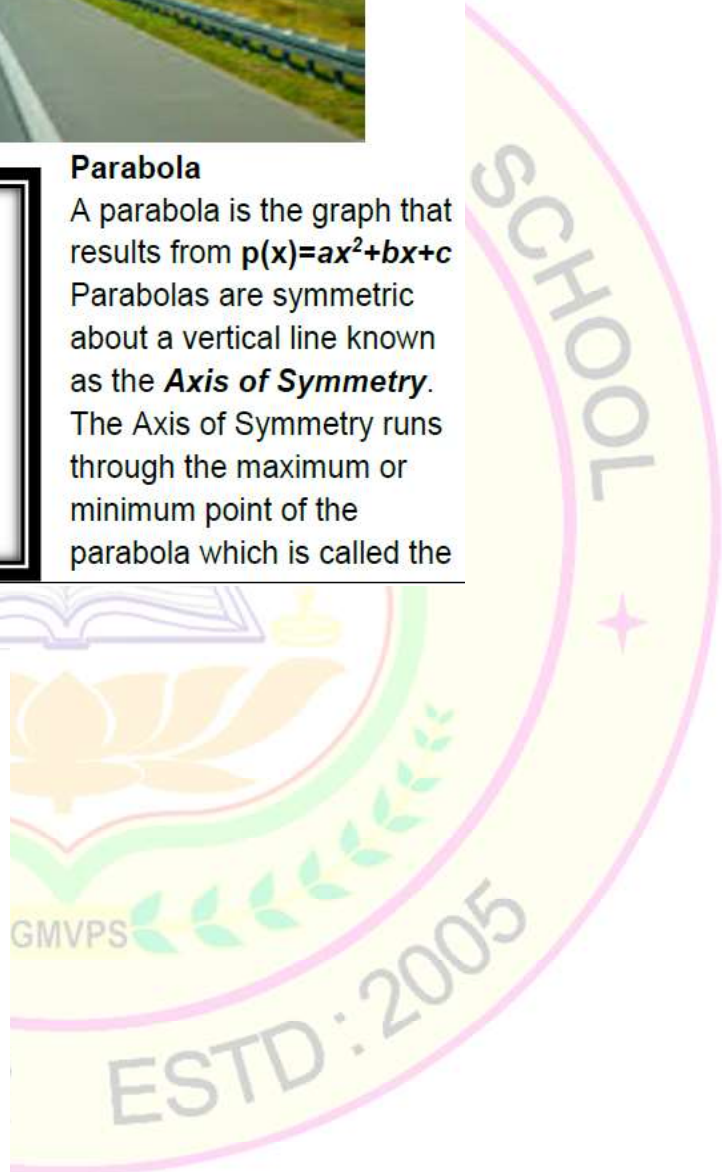 Parabola
A parabola is the graph that
results from p(x)=ax²+bx+c
Parabolas are symmetric
about a vertical line known
as the Axis of Symmetry.
The Axis of Symmetry runs
through the maximum or
minimum point of the
parabola which is called the
SCHOOL
GMVPS
ESTD: 2005